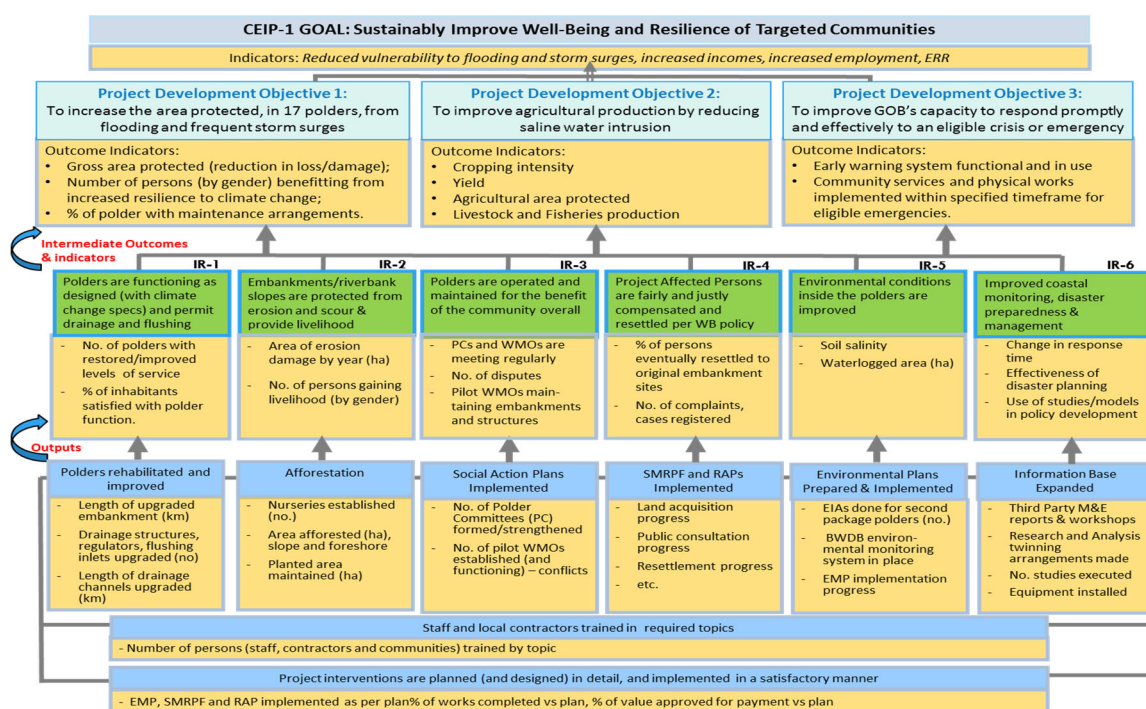 CEIP-1 GOAL: Sustainably Improve Well-Being and Resilience of Targeted Communities
Indicators: Reduced vulnerability to flooding and storm surges, increased incomes, increased employment, ERR
Project Development Objective 1:
To increase the area protected, in 17 polders, from
flooding and frequent storm surges
Outcome Indicators:
• Gross area protected (reduction in loss/damage);
• Number of persons (by gender) benefitting from
increased resilience to climate change;
• % of polder with maintenance arrangements.
Project Development Objective 2:
To improve agricultural production by reducing
saline water intrusion
Outcome Indicators:
• Cropping intensity
• Yield
• Agricultural area protected
• Livestock and Fisheries production
Project Development Objective 3:
To improve GOB's capacity to respond promptly
and effectively to an eligible crisis or emergency
Outcome Indicators:
• Early warning system functional and in use
• Community services and physical works
implemented within specified timeframe for
eligible emergencies.
Intermediate Outcomes
& indicators
IR-1
Polders are functioning as
designed (with climate
change specs) and permit
drainage and flushing
- No. of polders with
restored/improved
levels of service
- % of inhabitants
satisfied with polder
function.
IR-2
Embankments/riverbank
slopes are protected from
erosion and scour &
provide livelihood
- Area of erosion
damage by year (ha)
- No. of persons gaining
livelihood (by gender)
IR-3
Polders are operated and
maintained for the benefit
of the community overall
- PCs and WMOs are
meeting regularly
- No. of disputes
- Pilot WMOs main-
taining embankments
and structures
IR-4
Project Affected Persons
are fairly and justly
compensated and
resettled per WB policy
- % of persons
eventually resettled to
original embankment
sites
- No. of complaints,
cases registered
IR-5
Environmental conditions
inside the polders are
improved
- Soil salinity
- Waterlogged area (ha)
IR-6
Improved coastal
monitoring, disaster
preparedness &
management
- Change in response
time
- Effectiveness of
disaster planning
- Use of studies/models
in policy development
Outputs
Polders rehabilitated and
improved
- Length of upgraded
embankment (km)
- Drainage structures,
regulators, flushing
inlets upgraded (no)
- Length of drainage
channels upgraded
(km)
Afforestation
- Nurseries established
(no.)
- Area afforested (ha),
slope and foreshore
- Planted area
maintained (ha)
Social Action Plans
Implemented
- No. of Polder
Committees (PC)
formed/strengthened
- No. of pilot WMOs
established (and
functioning) – conflicts
SMRPF and RAPs
Implemented
- Land acquisition
progress
- Public consultation
progress
- Resettlement progress
- etc.
Environmental Plans
Prepared & Implemented
- EIAs done for second
package polders (no.)
- BWDB environ-
mental monitoring
system in place
- EMP implementation
progress
Information Base
Expanded
- Third Party M&E
reports & workshops
- Research and Analysis
twinning
arrangements made
- No. studies executed
- Equipment installed
Staff and local contractors trained in required topics
- Number of persons (staff, contractors and communities) trained by topic
Project interventions are planned (and designed) in detail, and implemented in a satisfactory manner
- EMP, SMRPF and RAP implemented as per plan% of works completed vs plan, % of value approved for payment vs plan